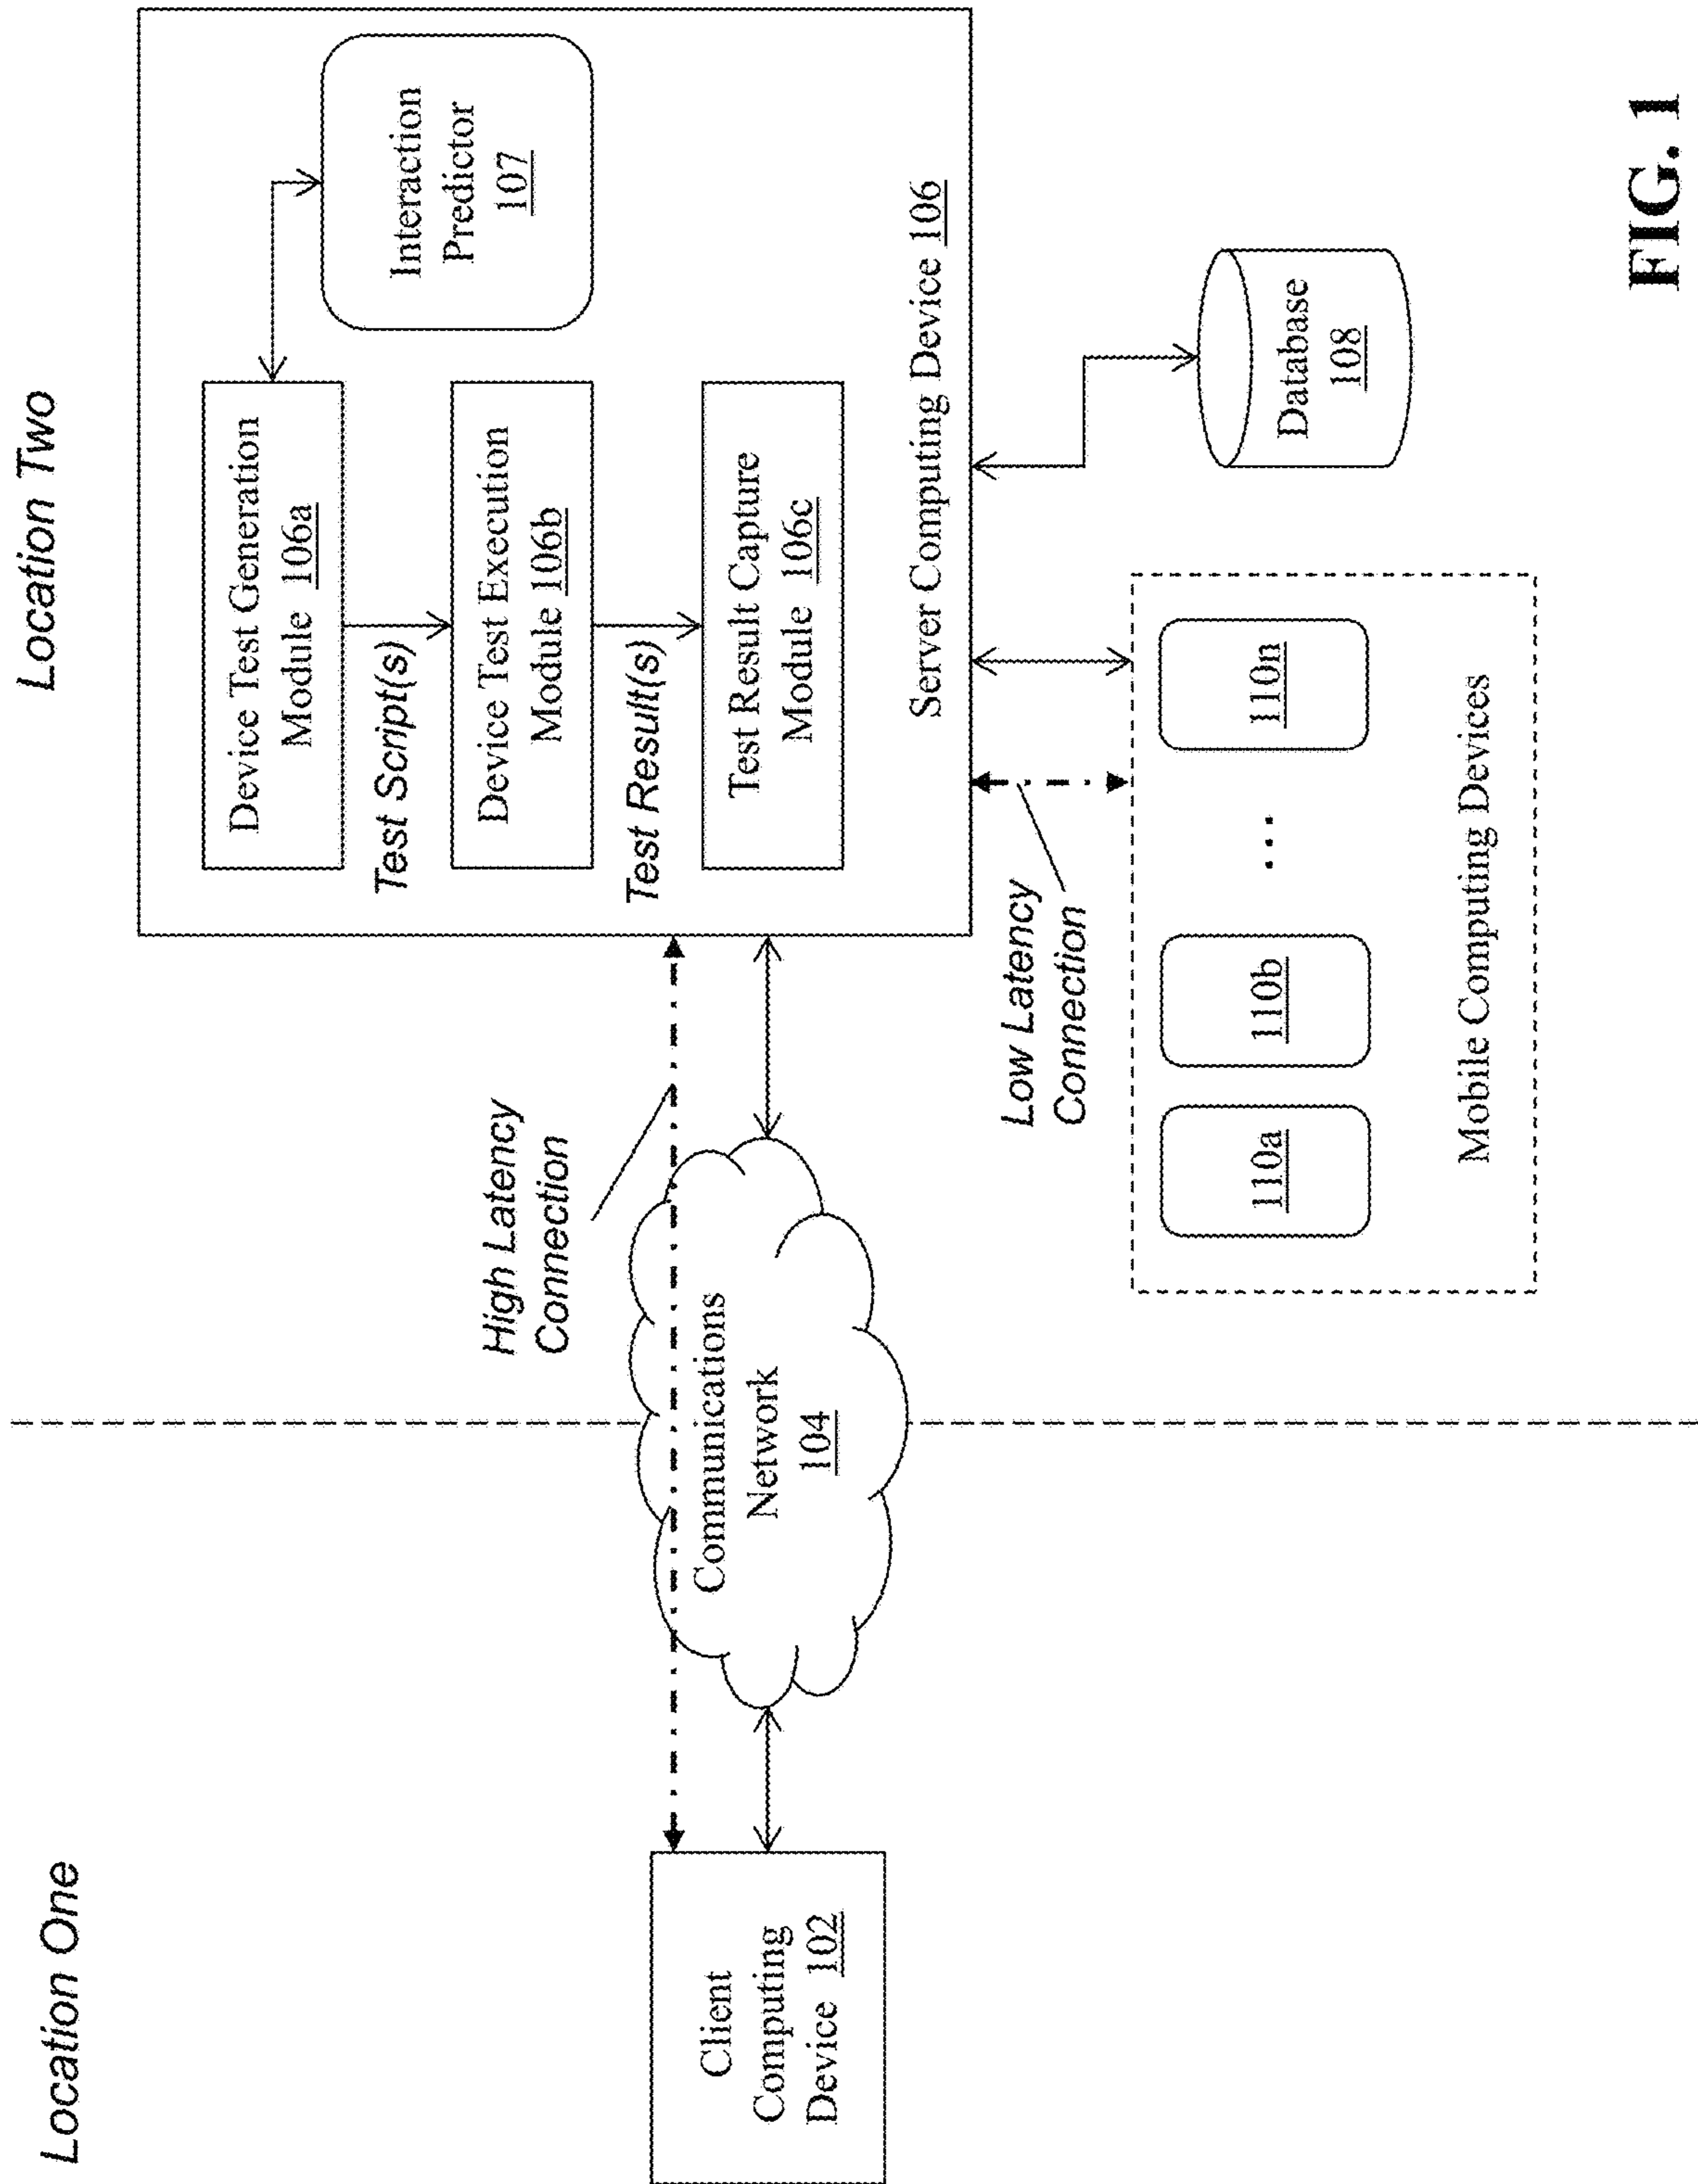 Location One
Location Two
Device Test Generation
Module 106a
Test Script(s)
Device Test Execution
Module 106b
Test Result(s)
Test Result Capture
Module 106c
Interaction
Predictor
107
Server Computing Device 106
High Latency
Connection
Communications
Network
104
Client
Computing
Device 102
Low Latency
Connection
110a
110b
...
110n
Mobile Computing Devices
Database
108
FIG. 1